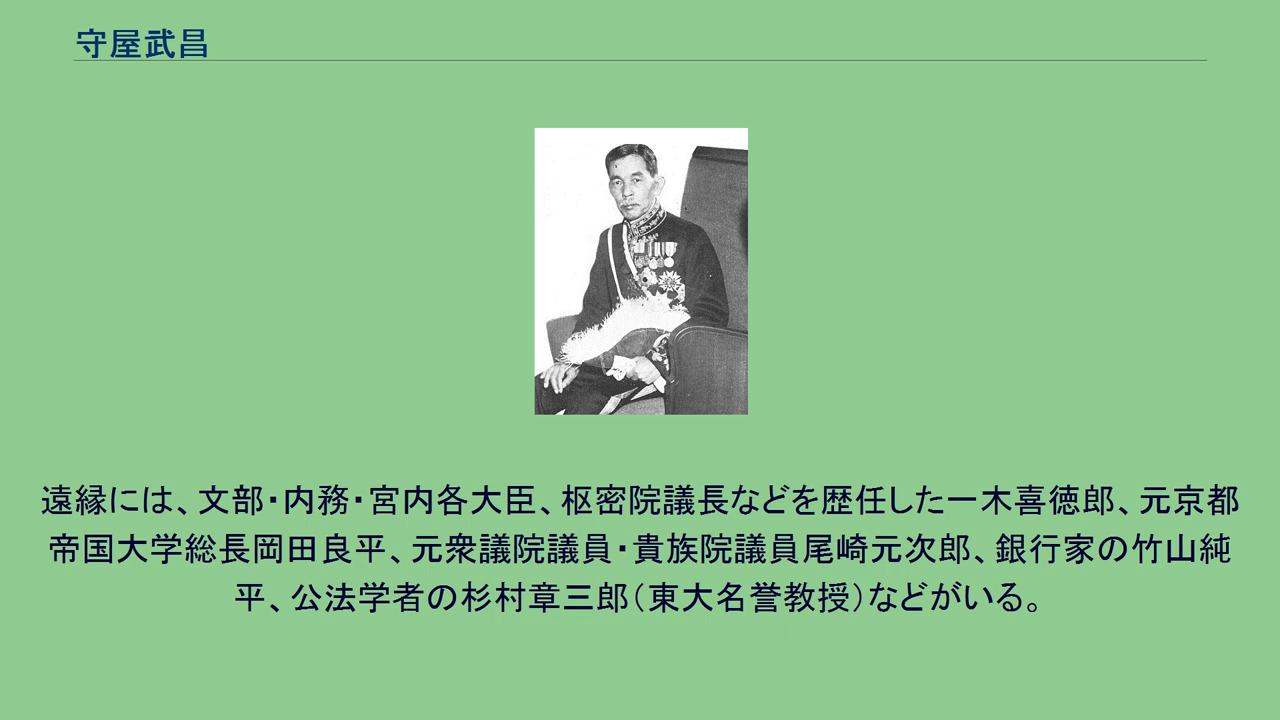 守屋武昌
遠縁には、文部・内務・宮内各大臣、枢密院議長などを歴任した一木喜徳郎、元京都
帝国大学総長岡田良平、元衆議院議員・貴族院議員尾崎元次郎、銀行家の竹山純
平、公法学者の杉村章三郎（東大名誉教授）などがいる。